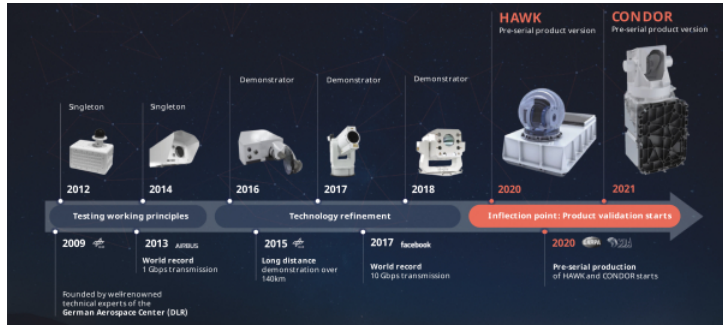 HAWK
Pre-serial product version
CONDOR
Pre-serial product version
Demonstrator
Demonstrator
Demonstrator
Singleton
Singleton
2012
2014
2016
2017
2018
2020
2021
Testing working principles
Technology refinement
Inflection point: Product validation starts
2009
2013 AIRBUS
World record
1 Gbps transmission
2015
Long distance
demonstration over
140km
2017 facebook
World record
10 Gbps transmission
2020
Pre-serial production
of HAWK and CONDOR starts
Founded by well-renowned
technical experts of the
German Aerospace Center (DLR)